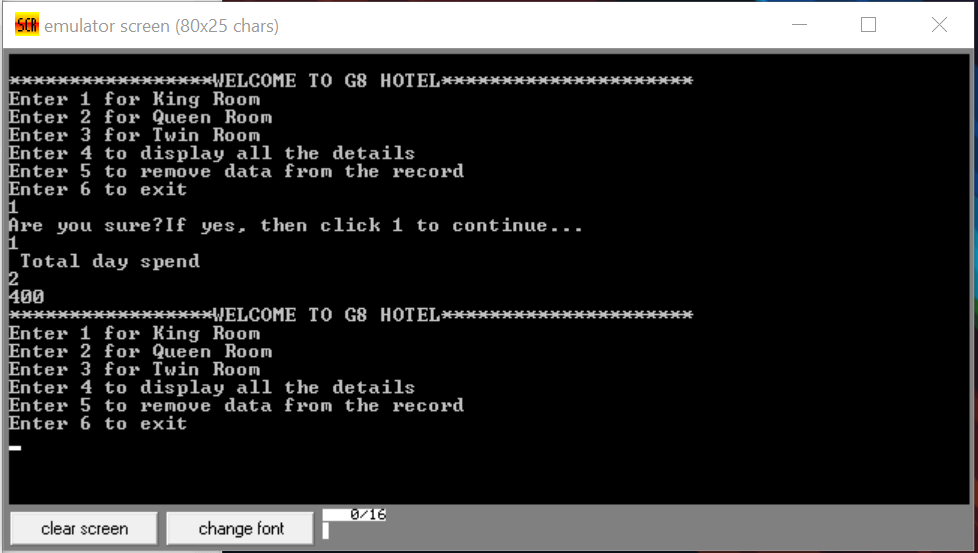 SCR emulator screen (80x25 chars)
*****************WELCOME TO G8 HOTEL*********************
Enter 1 for King Room
Enter 2 for Queen Room
Enter 3 for Twin Room
Enter 4 to display all the details
Enter 5 to remove data from the record
Enter 6 to exit
1
Are you sure?If yes, then click 1 to continue...
1
Total day spend
2
400
*****************WELCOME TO G8 HOTEL*********************
Enter 1 for King Room
Enter 2 for Queen Room
Enter 3 for Twin Room
Enter 4 to display all the details
Enter 5 to remove data from the record
Enter 6 to exit
clear screen change font 0/16